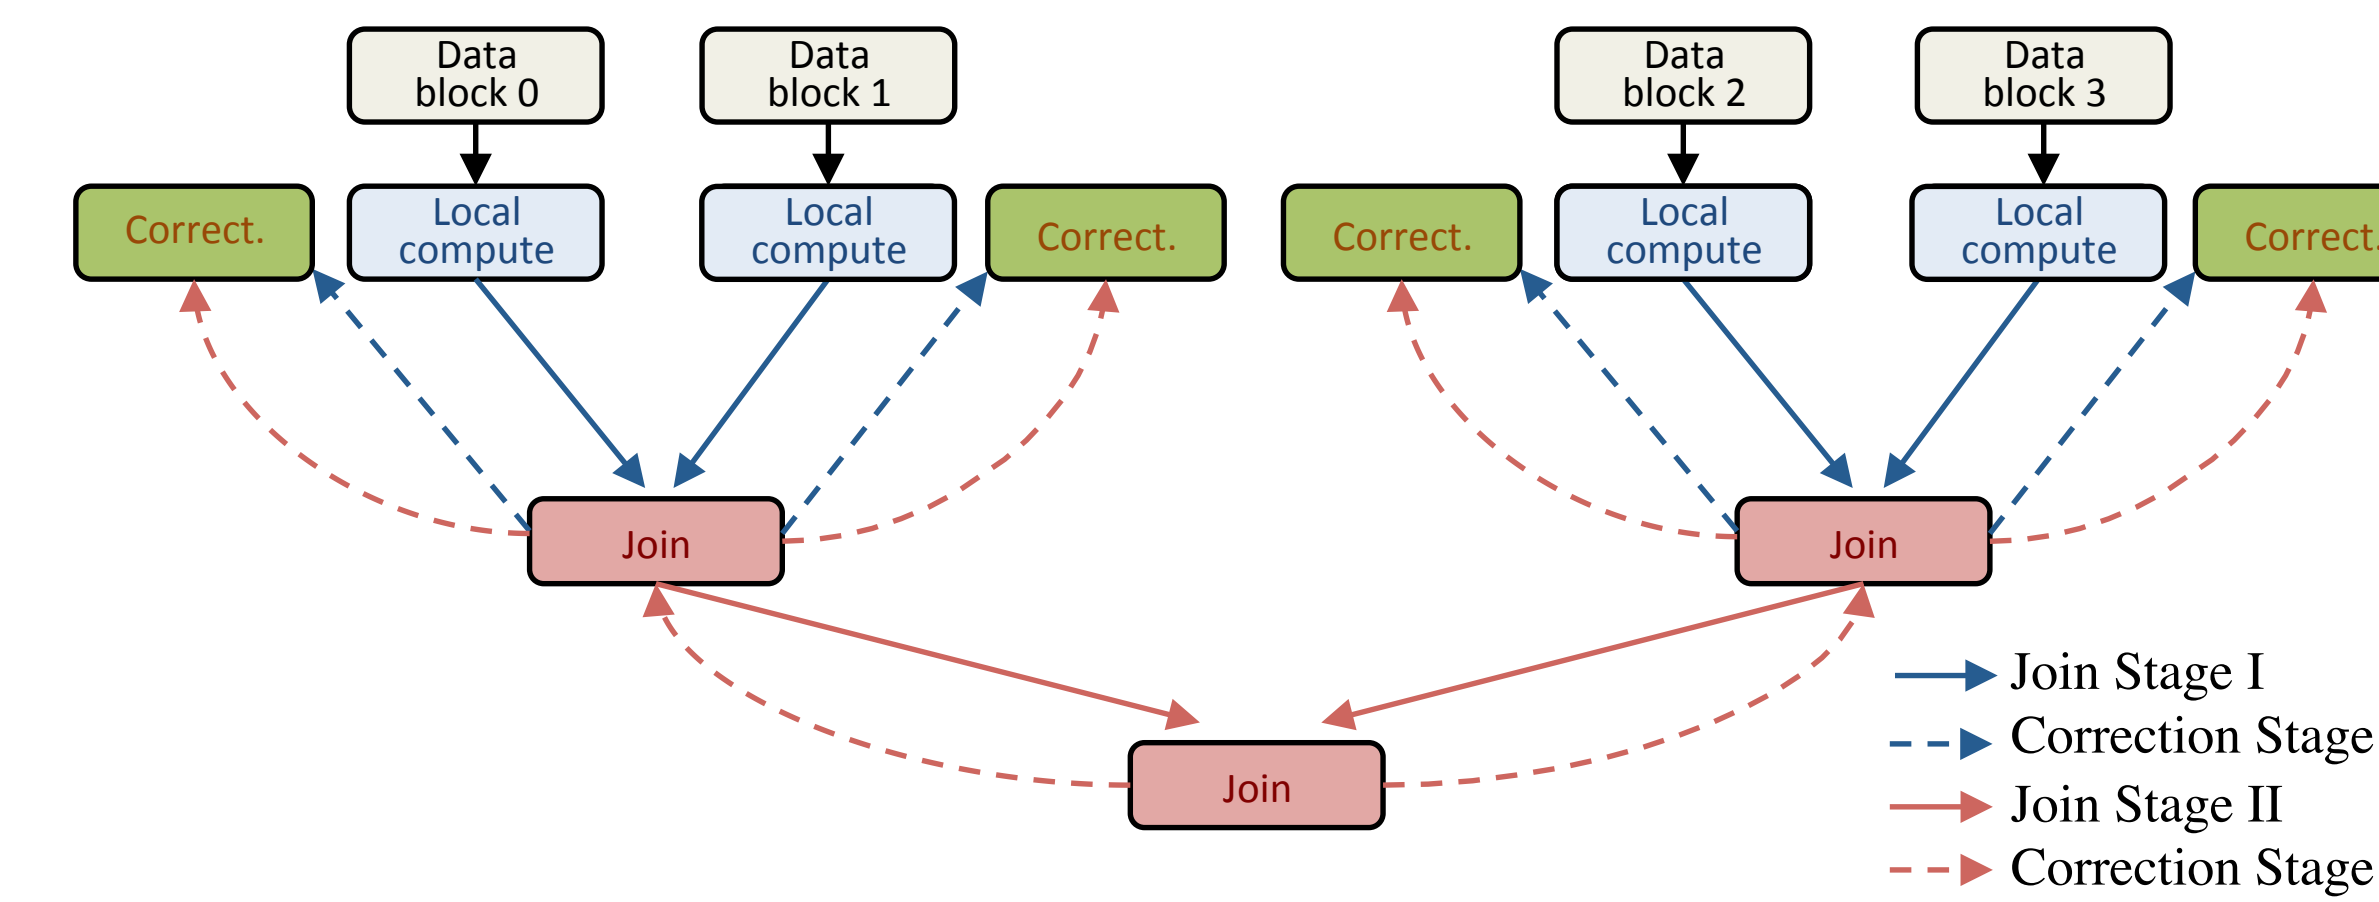 Data
block 0
Data
block 1
Data
block 2
Data
block 3
Correct.
Local
compute
Local
compute
Correct.
Correct.
Local
compute
Local
compute
Correct.
Join
Join
Join
Join Stage I
Correction Stage
Join Stage II
Correction Stage